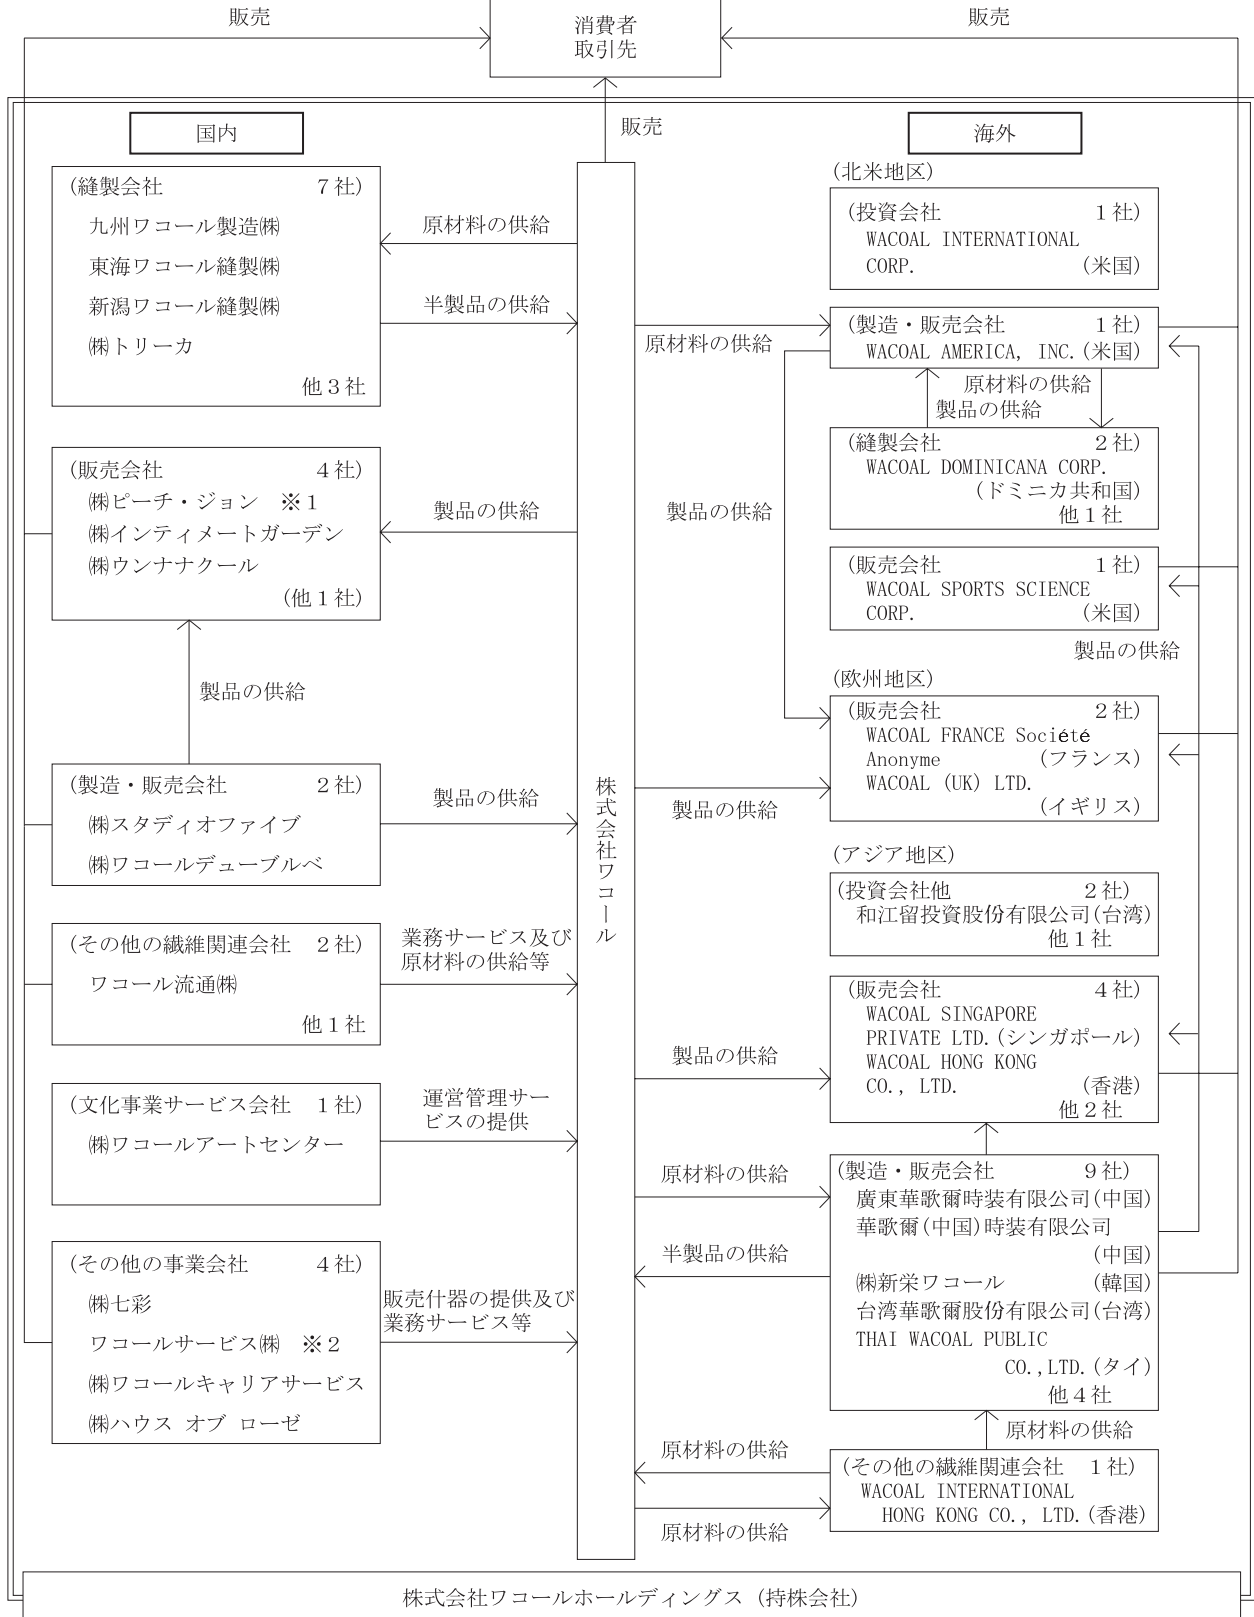 販売
消費者
取引先
販売
販売
国内
(縫製会社 7社)
九州ワコール製造㈱
東海ワコール縫製㈱
新潟ワコール縫製㈱
㈱トリーカ
他3社
原材料の供給
半製品の供給
(販売会社 4社)
㈱ピーチ・ジョン ※1
㈱インティメートガーデン
㈱ウンナナクール
(他1社)
製品の供給
製品の供給
(製造・販売会社 2社)
㈱スタディオファイブ
㈱ワコールデューブルベ
製品の供給
(その他の繊維関連会社 2社)
ワコール流通㈱
他1社
業務サービス及び
原材料の供給等
(文化事業サービス会社 1社)
㈱ワコールアートセンター
運営管理サー
ビスの提供
(その他の事業会社 4社)
㈱七彩
ワコールサービス㈱ ※2
㈱ワコールキャリアサービス
㈱ハウス オブ ローゼ
販売什器の提供及び
業務サービス等
株式会社ワコール
海外
(北米地区)
(投資会社 1社)
WACOAL INTERNATIONAL
CORP. (米国)
原材料の供給
(製造・販売会社 1社)
WACOAL AMERICA, INC.(米国)
原材料の供給
製品の供給
(縫製会社 2社)
WACOAL DOMINICANA CORP.
(ドミニカ共和国)
他1社
製品の供給
(販売会社 1社)
WACOAL SPORTS SCIENCE
CORP. (米国)
製品の供給
(欧州地区)
(販売会社 2社)
WACOAL FRANCE Société
Anonyme (フランス)
WACOAL (UK) LTD.
(イギリス)
製品の供給
(アジア地区)
(投資会社他 2社)
和江留投資股份有限公司(台湾)
他1社
(販売会社 4社)
WACOAL SINGAPORE
PRIVATE LTD.(シンガポール)
WACOAL HONG KONG
CO., LTD. (香港)
他2社
製品の供給
原材料の供給
半製品の供給
(製造・販売会社 9社)
廣東華歌爾時装有限公司(中国)
華歌爾(中国)時装有限公司
(中国)
㈱新栄ワコール (韓国)
台湾華歌爾股份有限公司(台湾)
THAI WACOAL PUBLIC
CO.,LTD.(タイ)
他4社
原材料の供給
原材料の供給
(その他の繊維関連会社 1社)
WACOAL INTERNATIONAL
HONG KONG CO., LTD.(香港)
原材料の供給
株式会社ワコールホールディングス (持株会社)